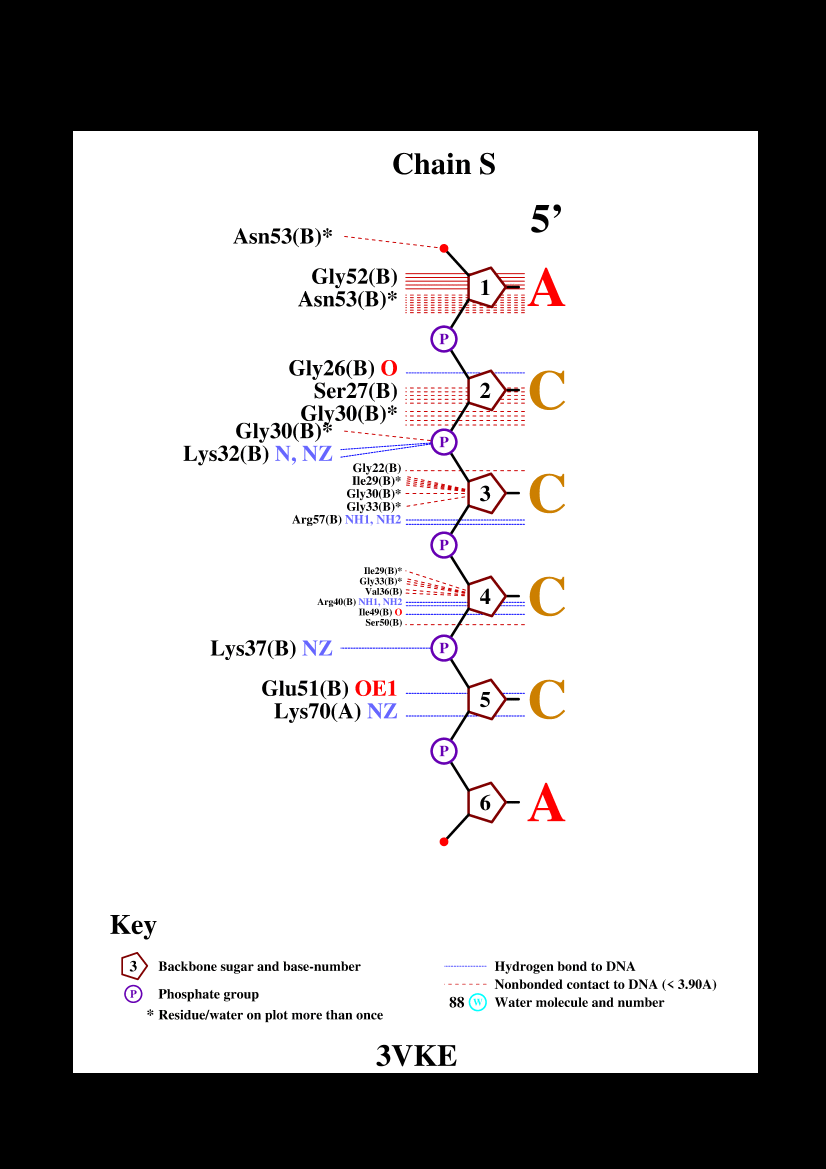 Chain S
5’
Asn53(B)*
Gly52(B)
1
A
Asn53(B)*
P
Gly26(B) O
Ser27(B)
2
C
Gly30(B)*
Gly30(B)*
P
Lys32(B) N, NZ
Gly22(B)
Ile29(B)*
Gly30(B)*
3
C
Gly33(B)*
Arg57(B) NH1, NH2
P
Ile29(B)*
Gly33(B)*
Val36(B)
4
C
Arg40(B) NH1, NH2
Ile49(B) O
Ser50(B)
Lys37(B) NZ
P
Glu51(B) OE1
5
C
Lys70(A) NZ
P
6
A
Key
3 Backbone sugar and base-number
P Phosphate group
* Residue/water on plot more than once
Hydrogen bond to DNA
Nonbonded contact to DNA (< 3.90A)
88 W Water molecule and number
3VKE